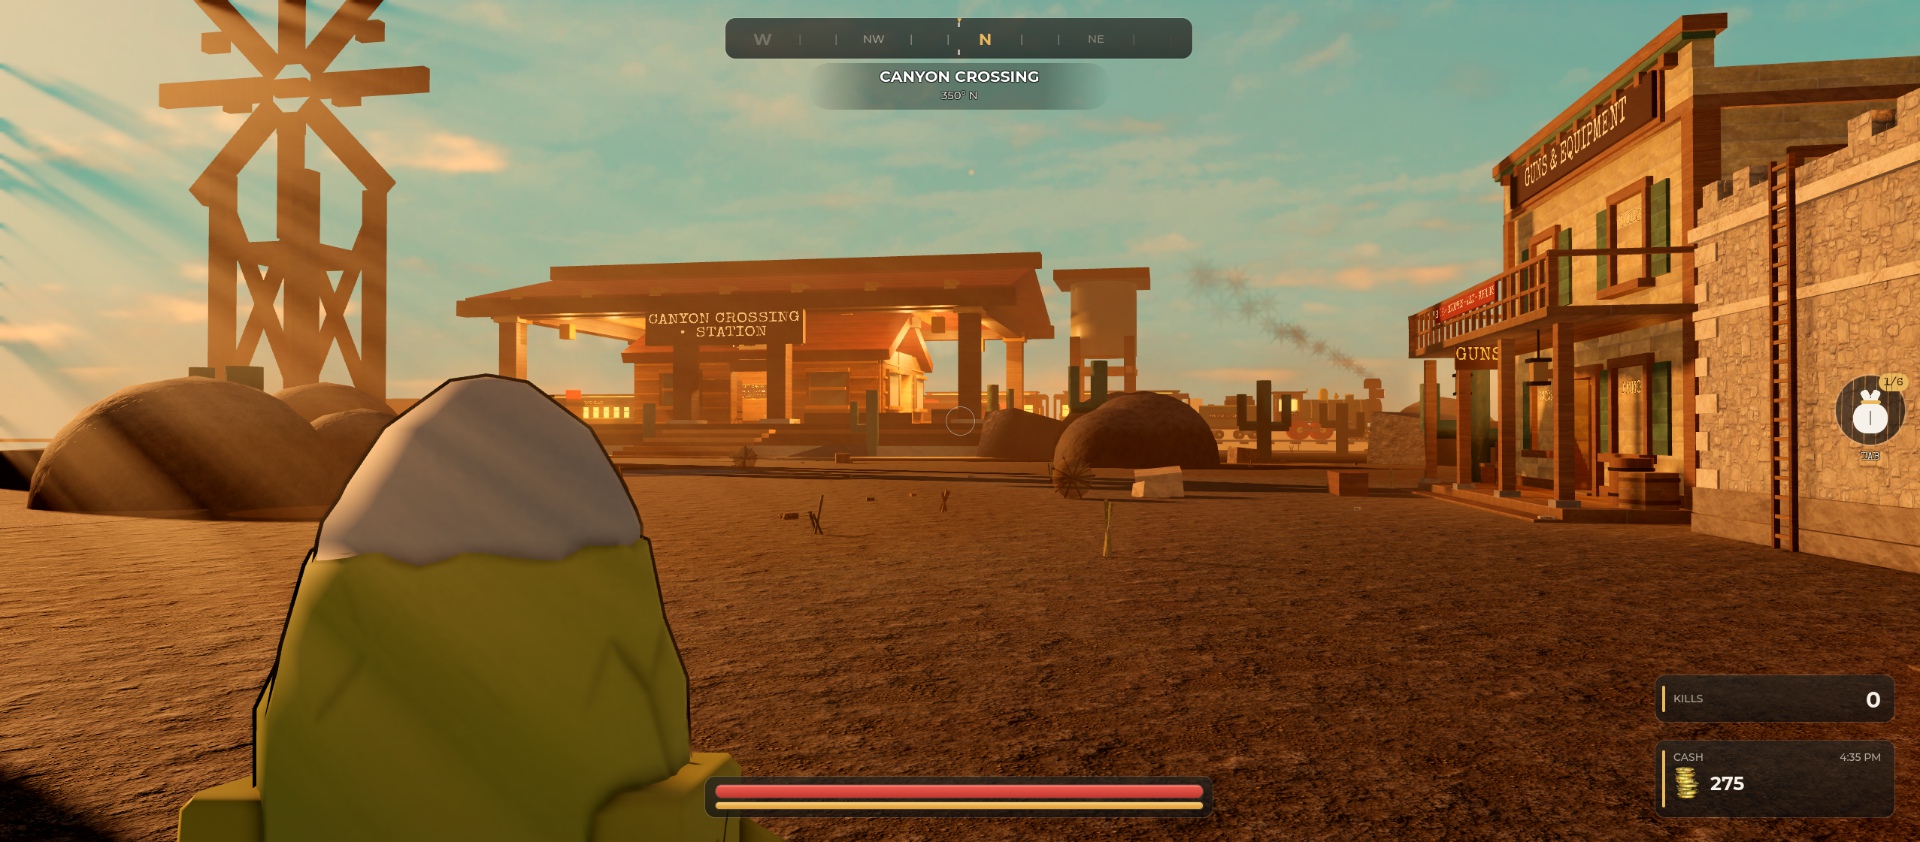 W NW N NE
CANYON CROSSING
350° N
GUNS & EQUIPMENT
CANYON CROSSING
• STATION
GUNS
1/6
TAB
KILLS 0
CASH 4:35 PM
275